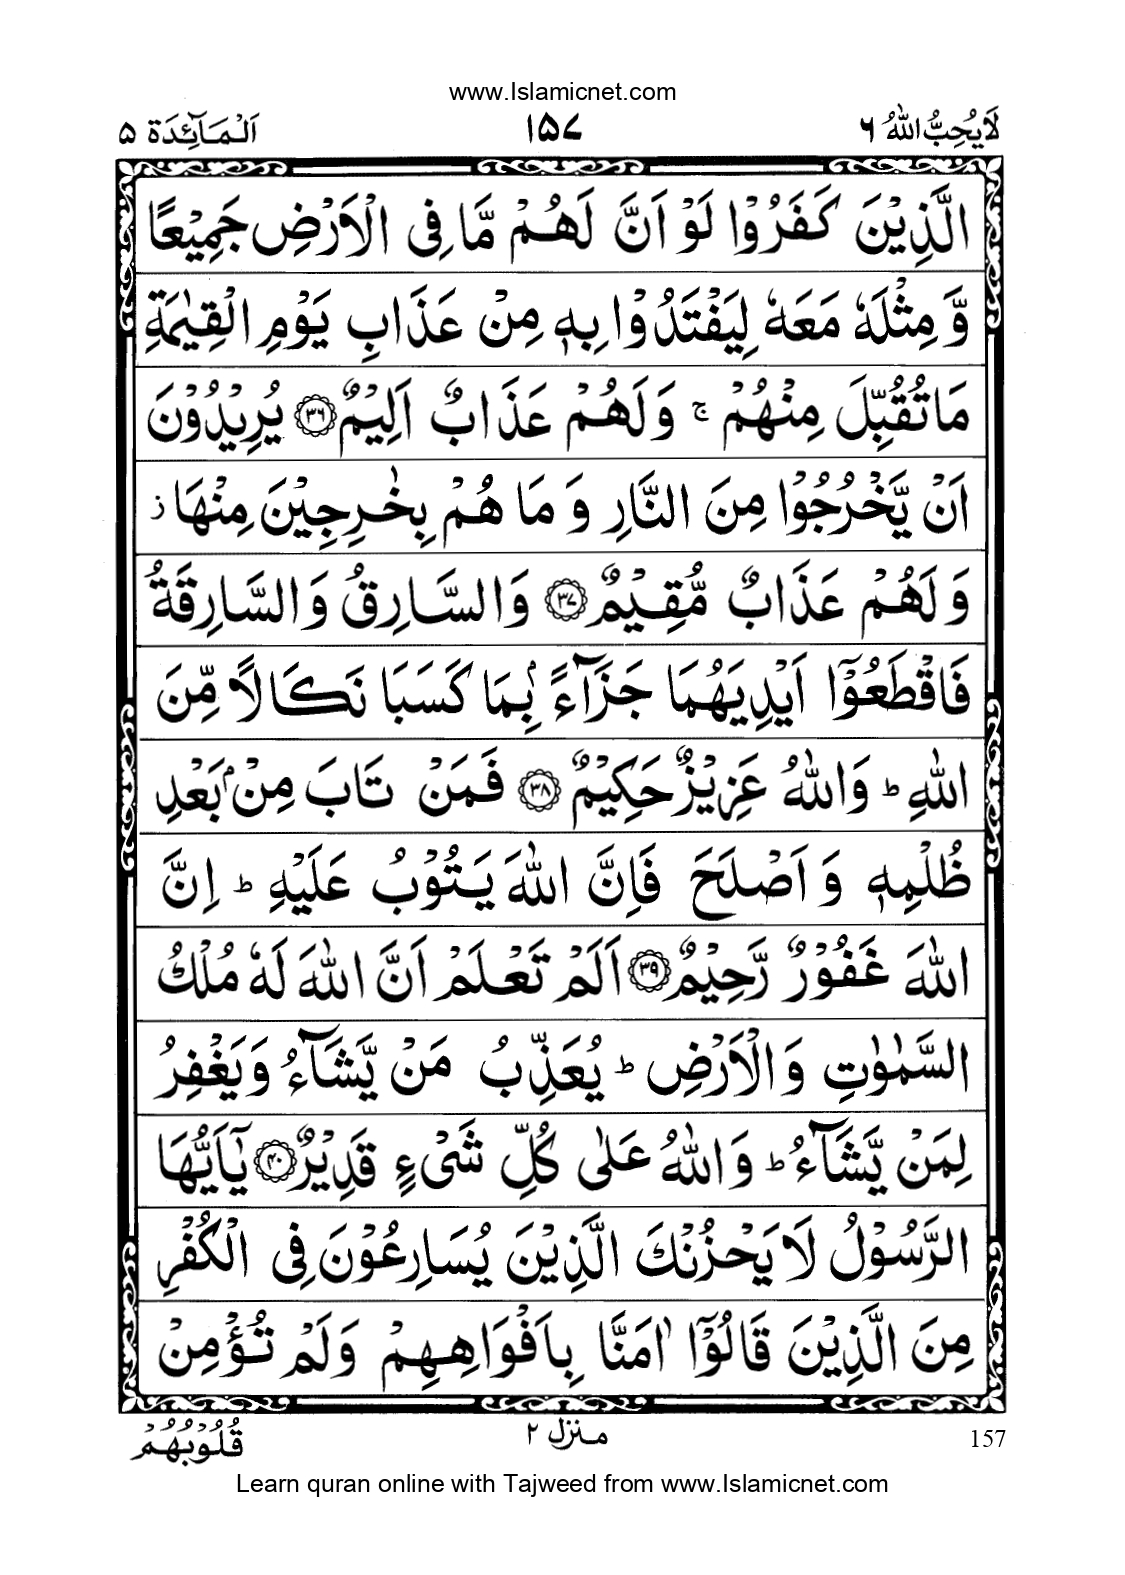 www.Islamicnet.com
لَا يُحِبُّ اللّٰهُ ٦ ١٥٧ اَلْمَآئِدَة ٥
الَّذِيْنَ كَفَرُوْا لَوْ اَنَّ لَهُمْ مَّا فِى الْاَرْضِ جَمِيْعًا
وَّمِثْلَهٗ مَعَهٗ لِيَفْتَدُوْا بِهٖ مِنْ عَذَابِ يَوْمِ الْقِيٰمَةِ
مَا تُقُبِّلَ مِنْهُمْ ۚ وَلَهُمْ عَذَابٌ اَلِيْمٌ ﴿٣٦﴾ يُرِيْدُوْنَ
اَنْ يَّخْرُجُوْا مِنَ النَّارِ وَمَا هُمْ بِخٰرِجِيْنَ مِنْهَا ز
وَلَهُمْ عَذَابٌ مُّقِيْمٌ ﴿٣٧﴾ وَالسَّارِقُ وَالسَّارِقَةُ
فَاقْطَعُوْٓا اَيْدِيَهُمَا جَزَآءًۢ بِمَا كَسَبَا نَكَالًا مِّنَ
اللّٰهِ ؕ وَاللّٰهُ عَزِيْزٌ حَكِيْمٌ ﴿٣٨﴾ فَمَنْ تَابَ مِنْۢ بَعْدِ
ظُلْمِهٖ وَاَصْلَحَ فَاِنَّ اللّٰهَ يَتُوْبُ عَلَيْهِ ؕ اِنَّ
اللّٰهَ غَفُوْرٌ رَّحِيْمٌ ﴿٣٩﴾ اَلَمْ تَعْلَمْ اَنَّ اللّٰهَ لَهٗ مُلْكُ
السَّمٰوٰتِ وَالْاَرْضِ ؕ يُعَذِّبُ مَنْ يَّشَآءُ وَيَغْفِرُ
لِمَنْ يَّشَآءُ ؕ وَاللّٰهُ عَلٰى كُلِّ شَىْءٍ قَدِيْرٌ ﴿٤٠﴾ يٰٓاَيُّهَا
الرَّسُوْلُ لَا يَحْزُنْكَ الَّذِيْنَ يُسَارِعُوْنَ فِى الْكُفْرِ
مِنَ الَّذِيْنَ قَالُوْٓا اٰمَنَّا بِاَفْوَاهِهِمْ وَلَمْ تُؤْمِنْ
قُلُوْبُهُمْ منزل ٢ 157
Learn quran online with Tajweed from www.Islamicnet.com